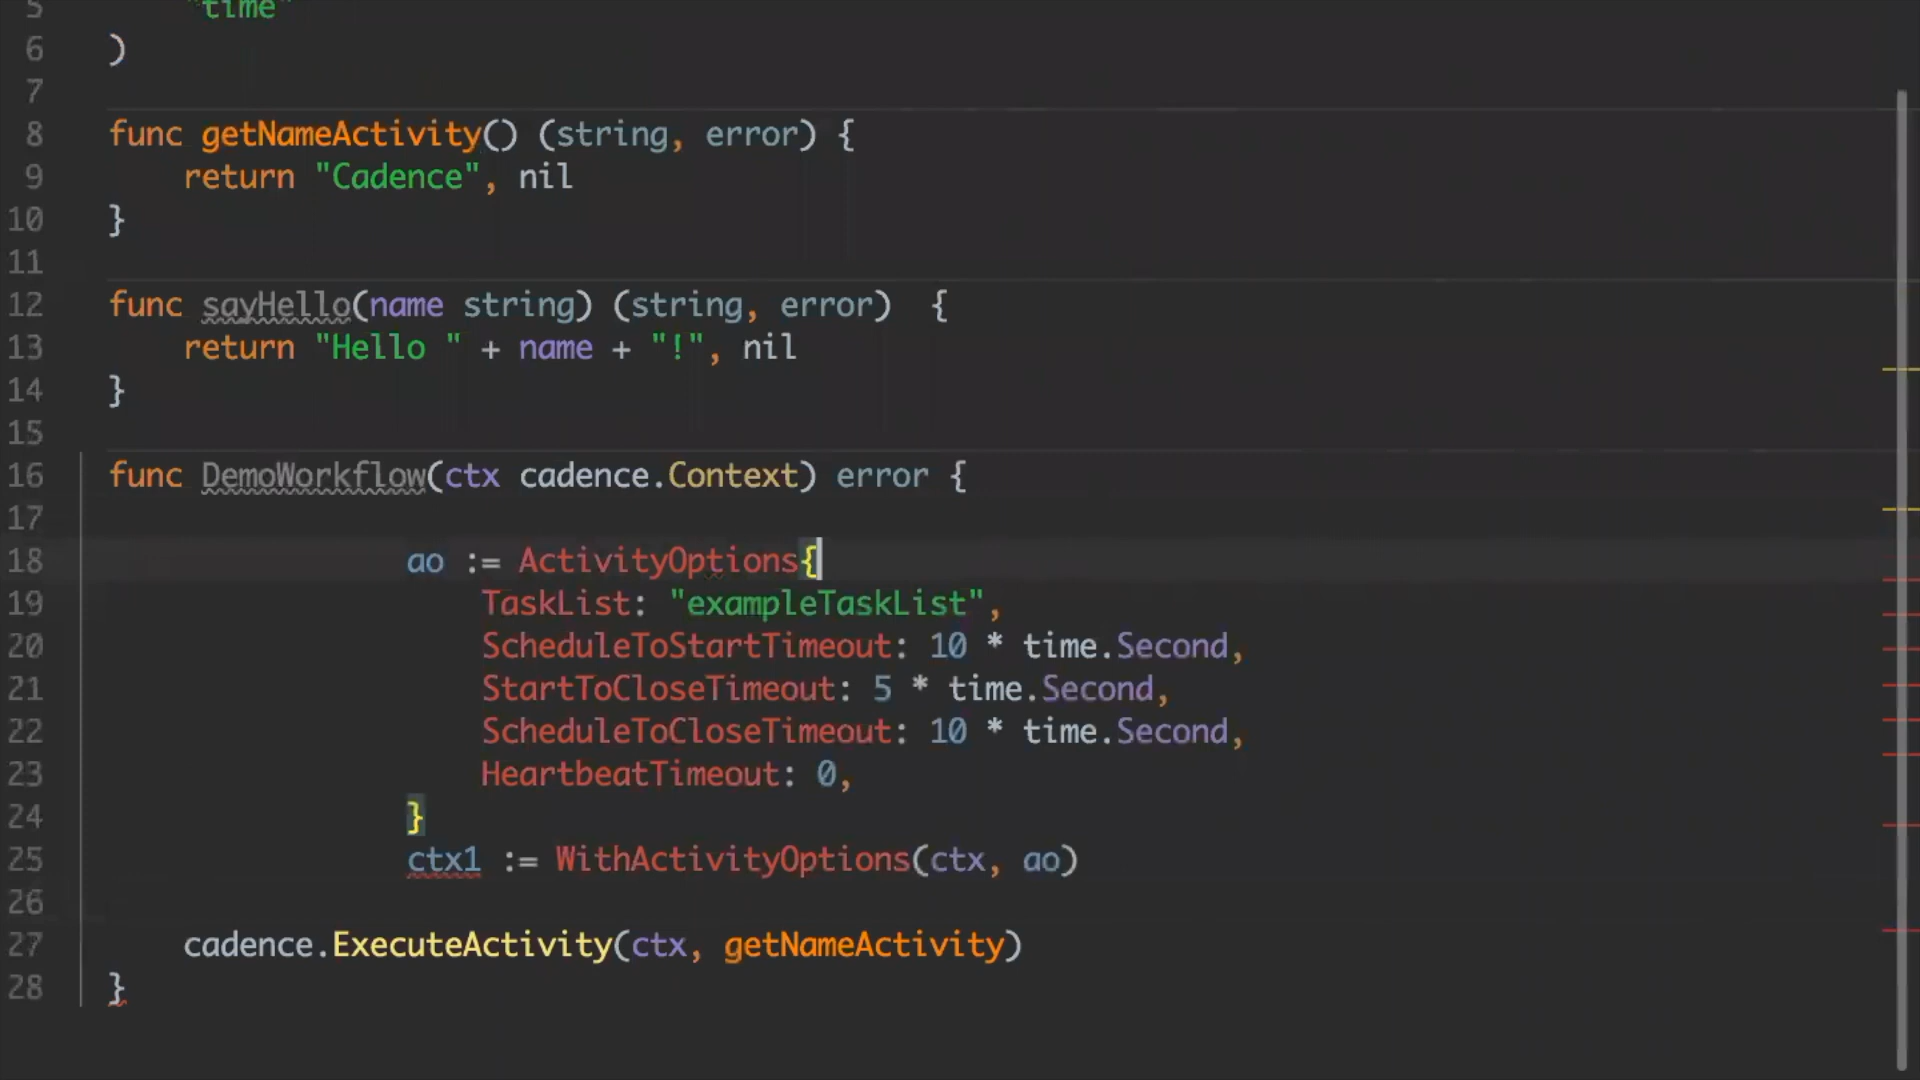 5 "time"
6 )
7
8 func getNameActivity() (string, error) {
9 return "Cadence", nil
10 }
11
12 func sayHello(name string) (string, error)  {
13 return "Hello " + name + "!", nil
14 }
15
16 func DemoWorkflow(ctx cadence.Context) error {
17
18 ao := ActivityOptions{
19 TaskList: "exampleTaskList",
20 ScheduleToStartTimeout: 10 * time.Second,
21 StartToCloseTimeout: 5 * time.Second,
22 ScheduleToCloseTimeout: 10 * time.Second,
23 HeartbeatTimeout: 0,
24 }
25 ctx1 := WithActivityOptions(ctx, ao)
26
27 cadence.ExecuteActivity(ctx, getNameActivity)
28 }